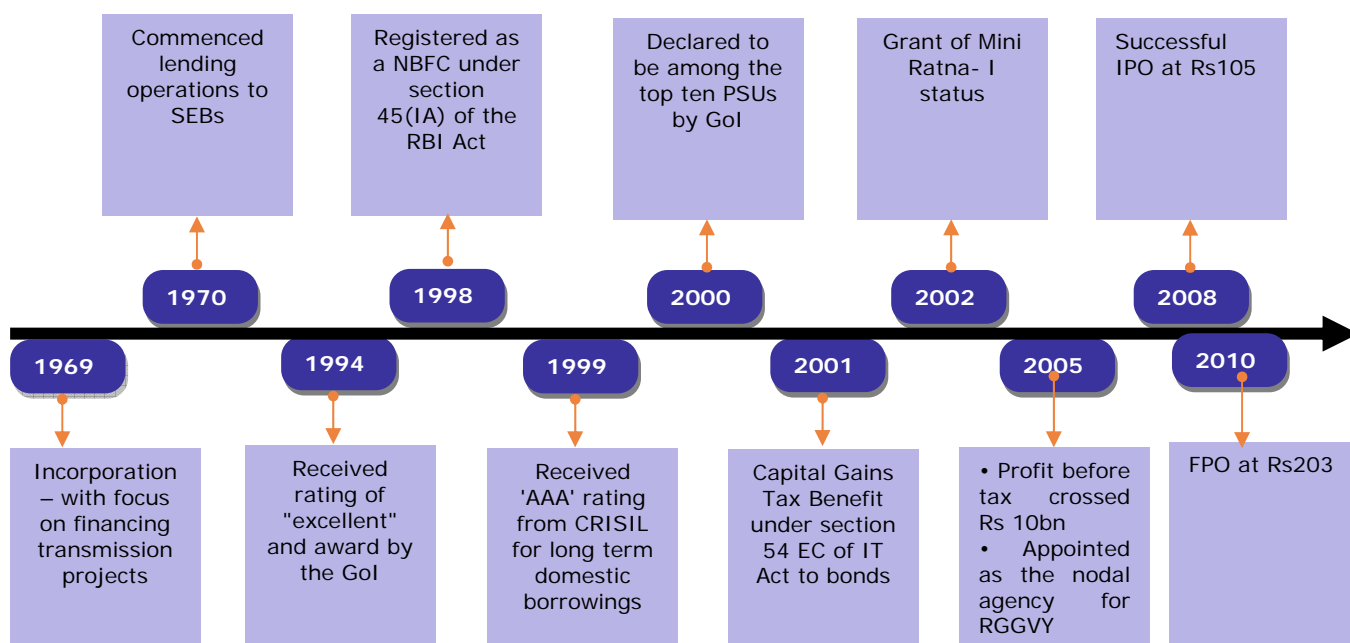 Commenced
lending
operations to
SEBs
Registered as
a NBFC under
section
45(IA) of the
RBI Act
Declared to
be among the
top ten PSUs
by GoI
Grant of Mini
Ratna- I
status
Successful
IPO at Rs105
1970
1998
2000
2002
2008
1969
1994
1999
2001
2005
2010
Incorporation
– with focus
on financing
transmission
projects
Received
rating of
"excellent"
and award by
the GoI
Received
'AAA' rating
from CRISIL
for long term
domestic
borrowings
Capital Gains
Tax Benefit
under section
54 EC of IT
Act to bonds
• Profit before
tax crossed
Rs 10bn
• Appointed
as the nodal
agency for
RGGVY
FPO at Rs203